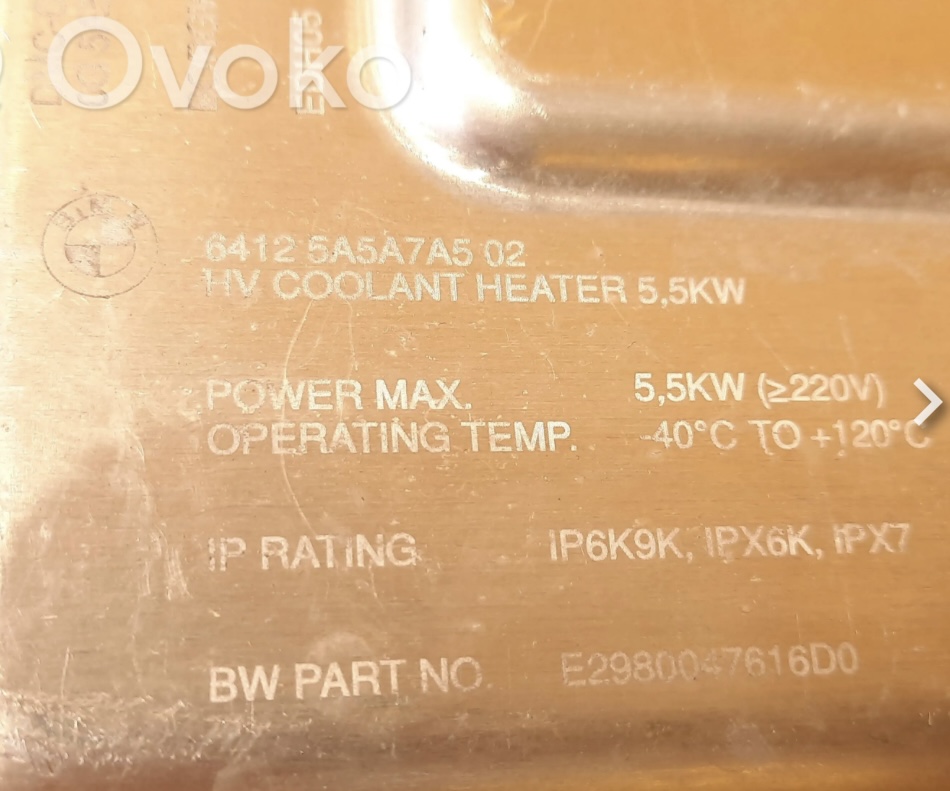 Ovoko
BMW
6412 5A5A7A5 02
HV COOLANT HEATER 5,5KW
POWER MAX. 5,5KW (≥220V)
OPERATING TEMP. -40°C TO +120°C
IP RATING IP6K9K, IPX6K, IPX7
BW PART NO. E2980047616D0